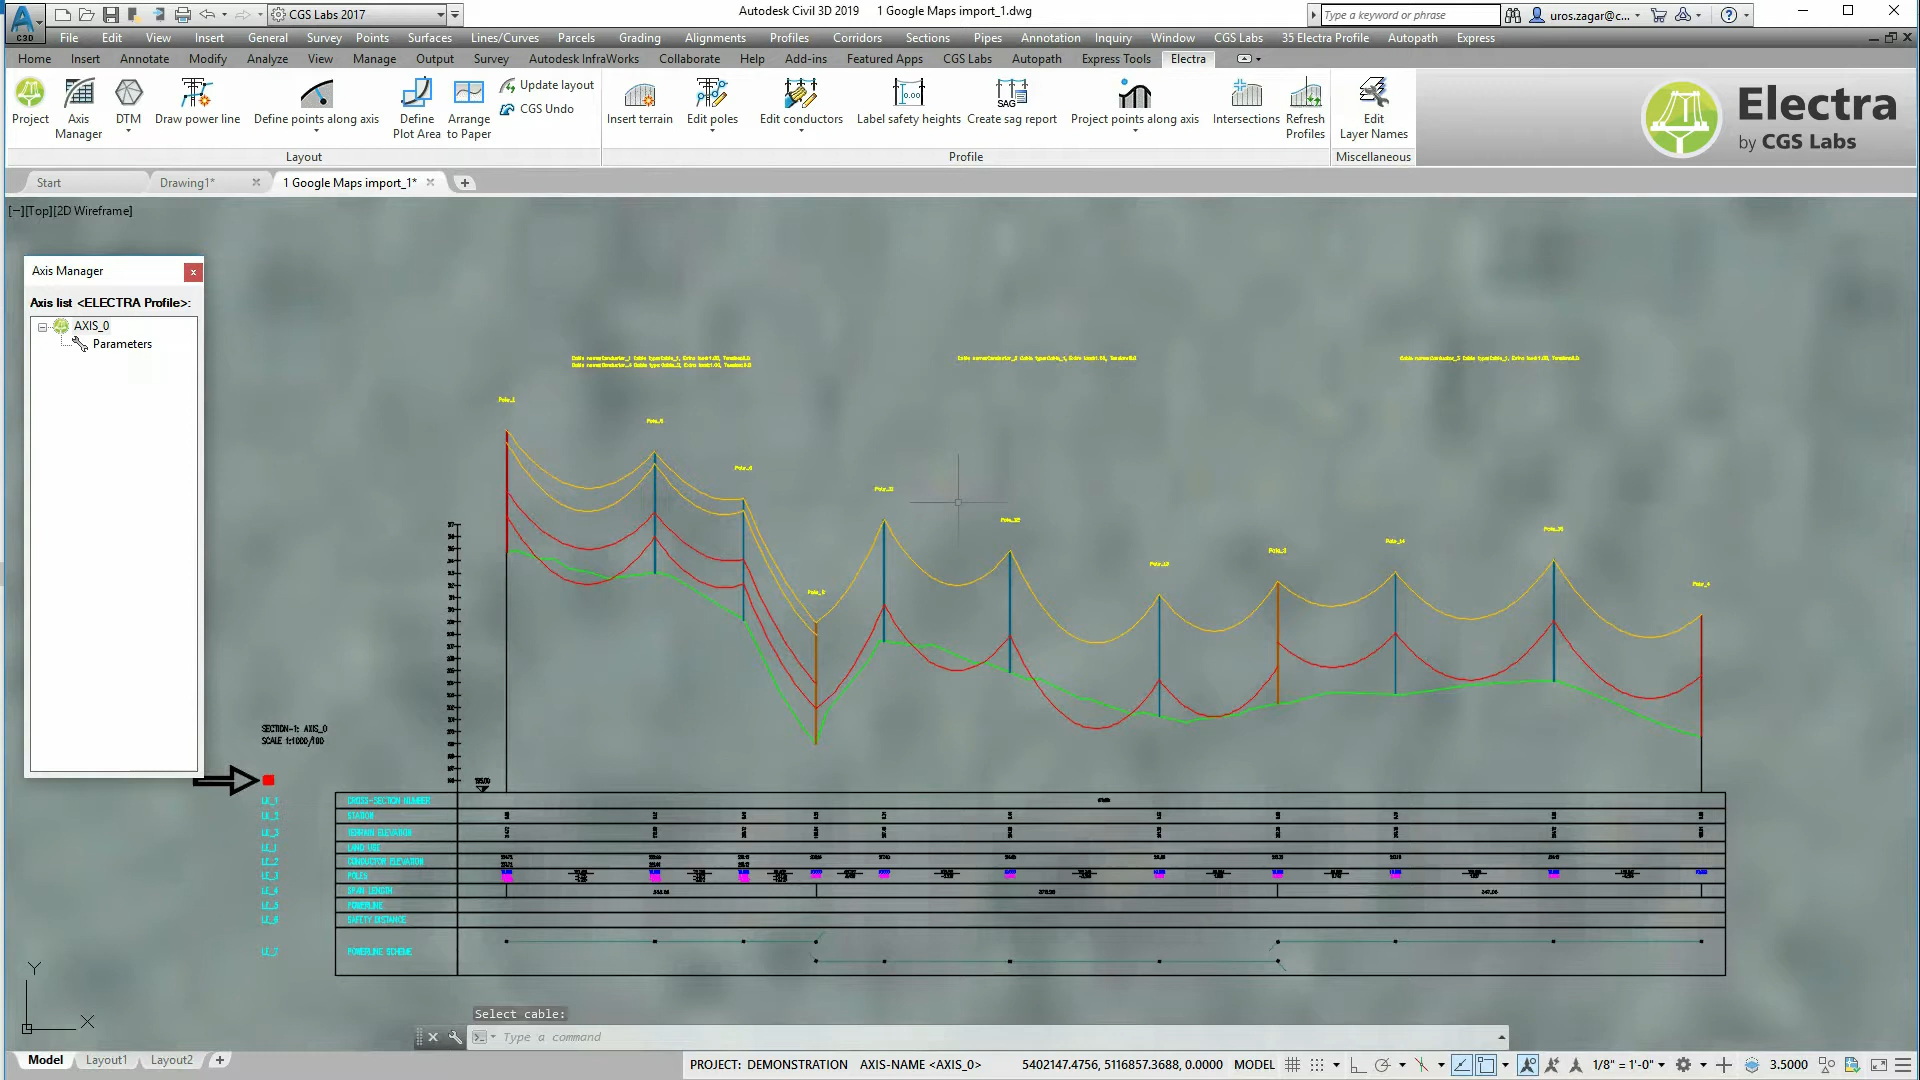 CGS Labs 2017
Autodesk Civil 3D 2019 1 Google Maps import_1.dwg
Type a keyword or phrase
uros.zagar@c...
C3D
File Edit View Insert General Survey Points Surfaces Lines/Curves Parcels Grading Alignments Profiles Corridors Sections Pipes Annotation Inquiry Window CGS Labs 35 Electra Profile Autopath Express
Home Insert Annotate Modify Analyze View Manage Output Survey Autodesk InfraWorks Collaborate Help Add-ins Featured Apps CGS Labs Autopath Express Tools Electra
Project
Axis
Manager
DTM
Draw power line
Define points along axis
Define
Plot Area
Arrange
to Paper
Update layout
CGS Undo
Insert terrain
Edit poles
Edit conductors
Label safety heights
SAG
Create sag report
Project points along axis
Intersections
Refresh
Profiles
Edit
Layer Names
Electra
by CGS Labs
Layout
Profile
Miscellaneous
Start
Drawing1*
1 Google Maps import_1*
[−][Top][2D Wireframe]
Axis Manager
Axis list <ELECTRA Profile>:
AXIS_0
Parameters
SECTION-1: AXIS_0
SCALE 1:1000/100
CROSS-SECTION NUMBER
STATION
TERRAIN ELEVATION
LAND USE
CONDUCTOR ELEVATION
POLES
SPAN LENGTH
POWERLINE
SAFETY DISTANCE
POWERLINE SCHEME
Y
X
Select cable:
Type a command
Model
Layout1
Layout2
PROJECT: DEMONSTRATION AXIS-NAME <AXIS_0>
5402147.4756, 5116857.3688, 0.0000 MODEL
1/8" = 1'-0"
3.5000